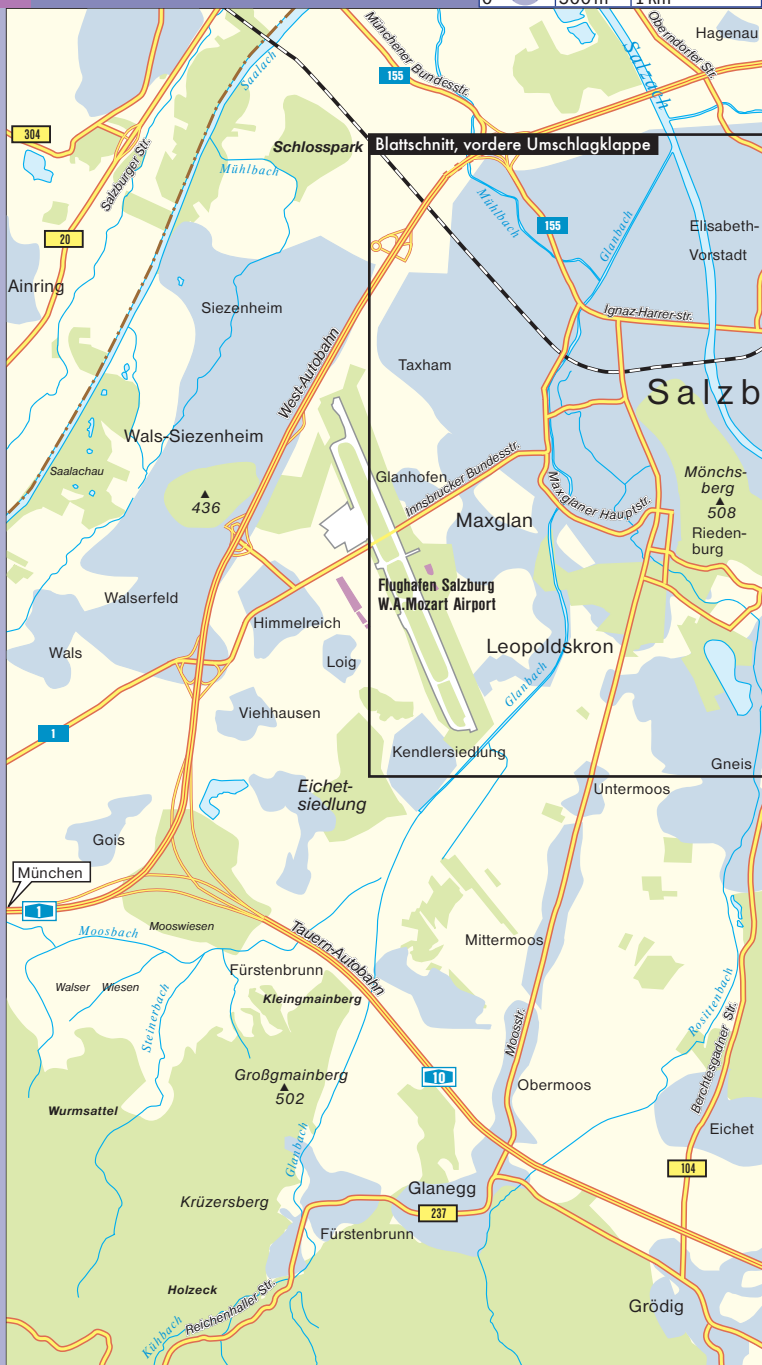 0
500 m
1 km
Hagenau
Oberndorfer Str.
Münchener Bundesstr.
Salzach
Saalach
155
304
Salzburger Str.
Schlosspark
Blattschnitt, vordere Umschlagklappe
Mühlbach
Mühlbach
Glanbach
155
Elisabeth-
Vorstadt
20
Ainring
Siezenheim
Ignaz-Harrer-str.
West-Autobahn
Taxham
Salzb
Wals-Siezenheim
Saalachau
436
Glanhofen
Innsbrucker Bundesstr.
Maxglaner Hauptstr.
Mönchs-
berg
508
Maxglan
Rieden-
burg
Flughafen Salzburg
W.A.Mozart Airport
Walserfeld
Himmelreich
Wals
Loig
Leopoldskron
Glanbach
Viehhausen
1
Kendlersiedlung
Gneis
Eichet-
siedlung
Untermoos
Gois
München
1
Moosbach
Mooswiesen
Tauern-Autobahn
Mittermoos
Fürstenbrunn
Walser Wiesen
Kleingmainberg
Steinerbach
Rosittenbach
Moosstr.
Berchtesgadner Str.
Großgmainberg
502
10
Obermoos
Wurmsattel
Eichet
Glanbach
104
Krüzersberg
Glanegg
237
Fürstenbrunn
Holzeck
Reichenhaller Str.
Kühbach
Grödig